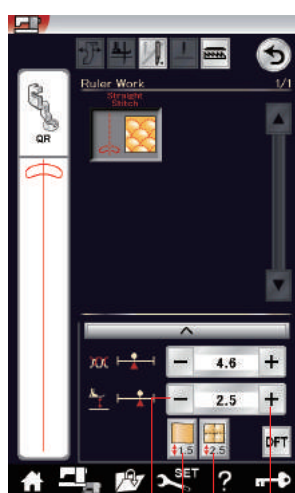 Ruler Work 1/1
Straight
Stitch
QR
− 4.6 +
− 2.5 +
1.5 2.5 DFT
SET ?